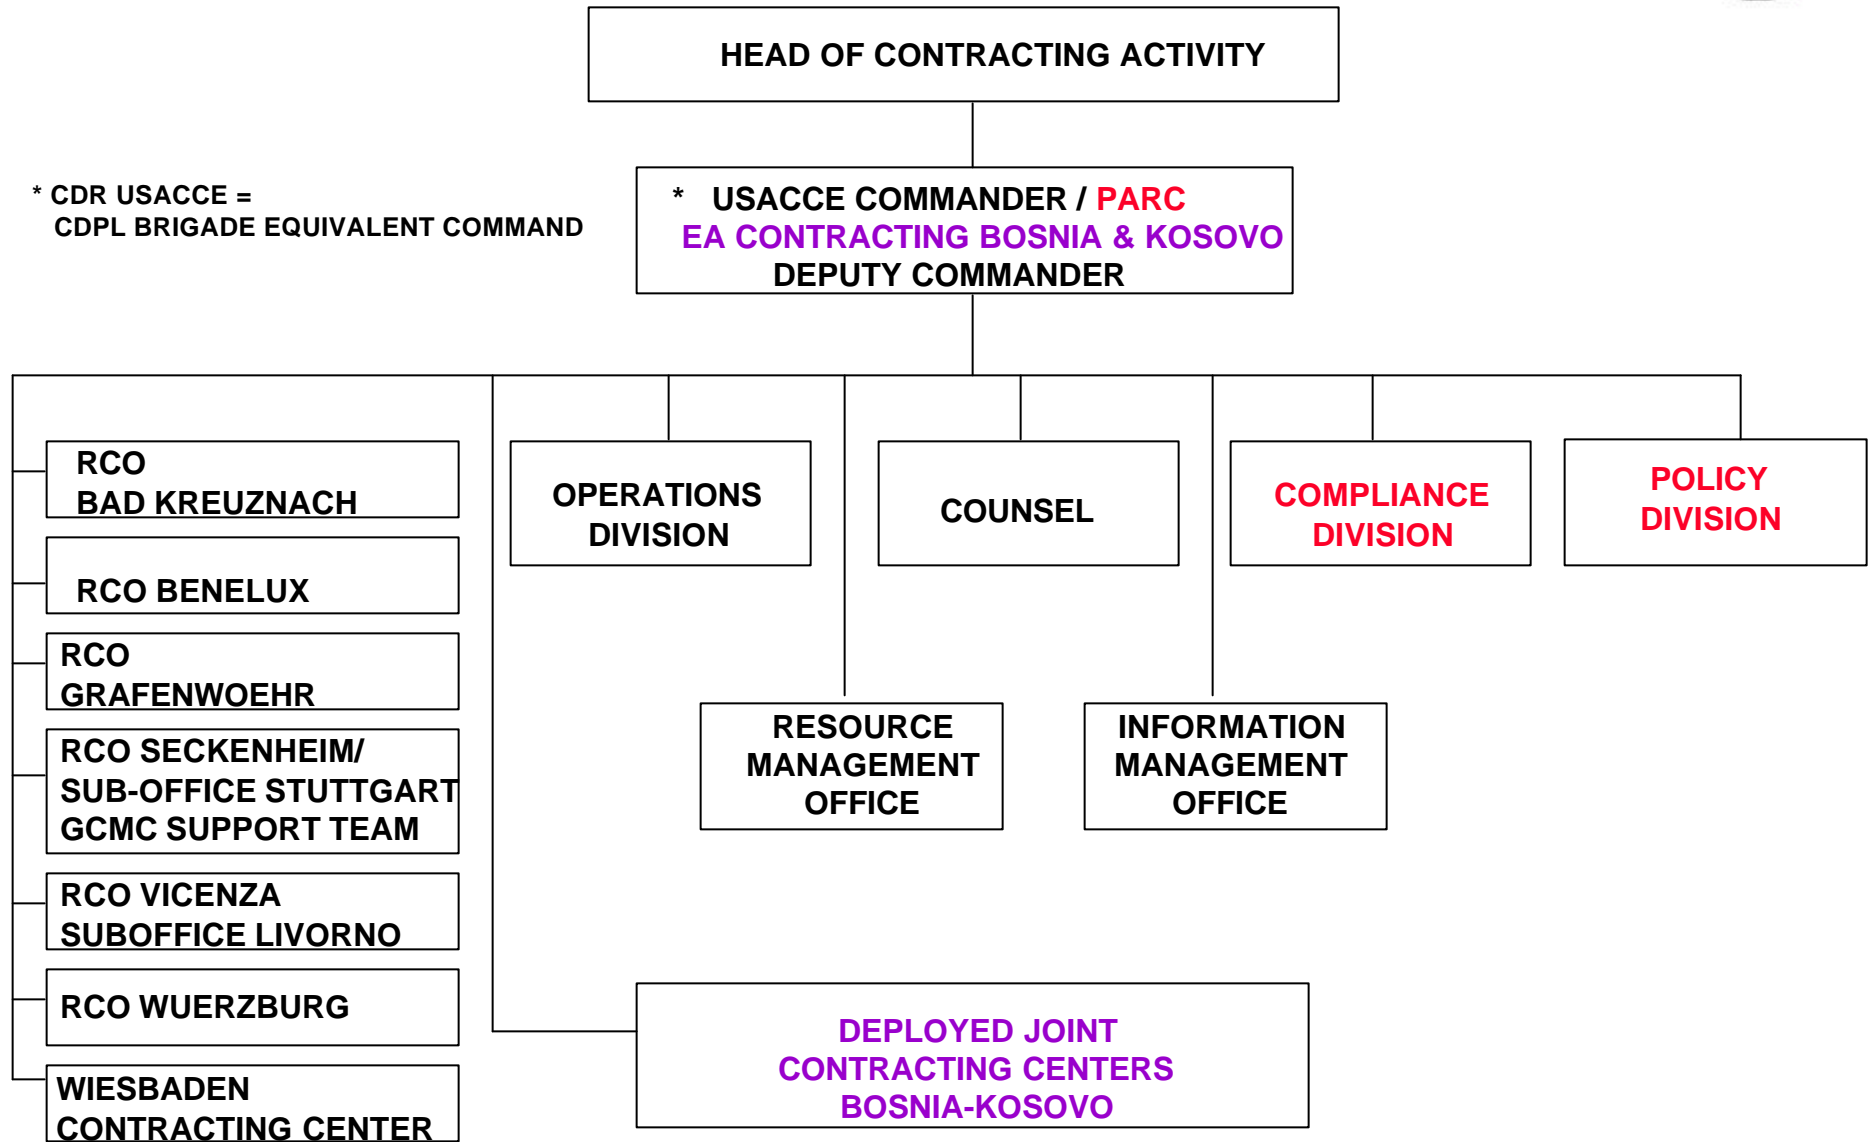 HEAD OF CONTRACTING ACTIVITY
* CDR USACCE =
CDPL BRIGADE EQUIVALENT COMMAND
* USACCE COMMANDER / PARC
EA CONTRACTING BOSNIA & KOSOVO
DEPUTY COMMANDER
RCO
BAD KREUZNACH
RCO BENELUX
RCO
GRAFENWOEHR
RCO SECKENHEIM/
SUB-OFFICE STUTTGART
GCMC SUPPORT TEAM
RCO VICENZA
SUBOFFICE LIVORNO
RCO WUERZBURG
WIESBADEN
CONTRACTING CENTER
OPERATIONS
DIVISION
COUNSEL
COMPLIANCE
DIVISION
POLICY
DIVISION
RESOURCE
MANAGEMENT
OFFICE
INFORMATION
MANAGEMENT
OFFICE
DEPLOYED JOINT
CONTRACTING CENTERS
BOSNIA-KOSOVO